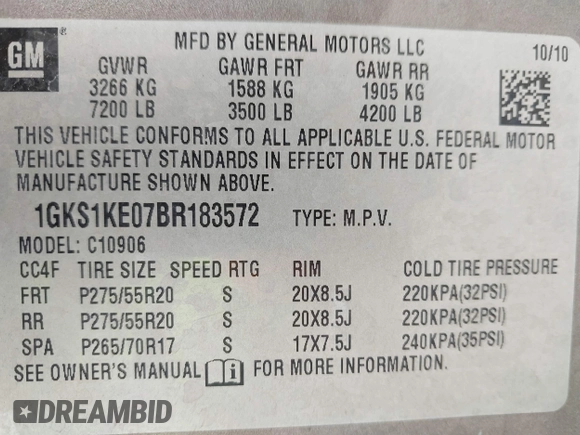 GM MFD BY GENERAL MOTORS LLC 10/10
GVWR GAWR FRT GAWR RR
3266 KG 1588 KG 1905 KG
7200 LB 3500 LB 4200 LB
THIS VEHICLE CONFORMS TO ALL APPLICABLE U.S. FEDERAL MOTOR
VEHICLE SAFETY STANDARDS IN EFFECT ON THE DATE OF
MANUFACTURE SHOWN ABOVE.
1GKS1KE07BR183572 TYPE: M.P.V.
MODEL: C10906
CC4F TIRE SIZE SPEED RTG RIM COLD TIRE PRESSURE
FRT P275/55R20 S 20X8.5J 220KPA(32PSI)
RR P275/55R20 S 20X8.5J 220KPA(32PSI)
SPA P265/70R17 S 17X7.5J 240KPA(35PSI)
SEE OWNER'S MANUAL i FOR MORE INFORMATION.
DREAMBID